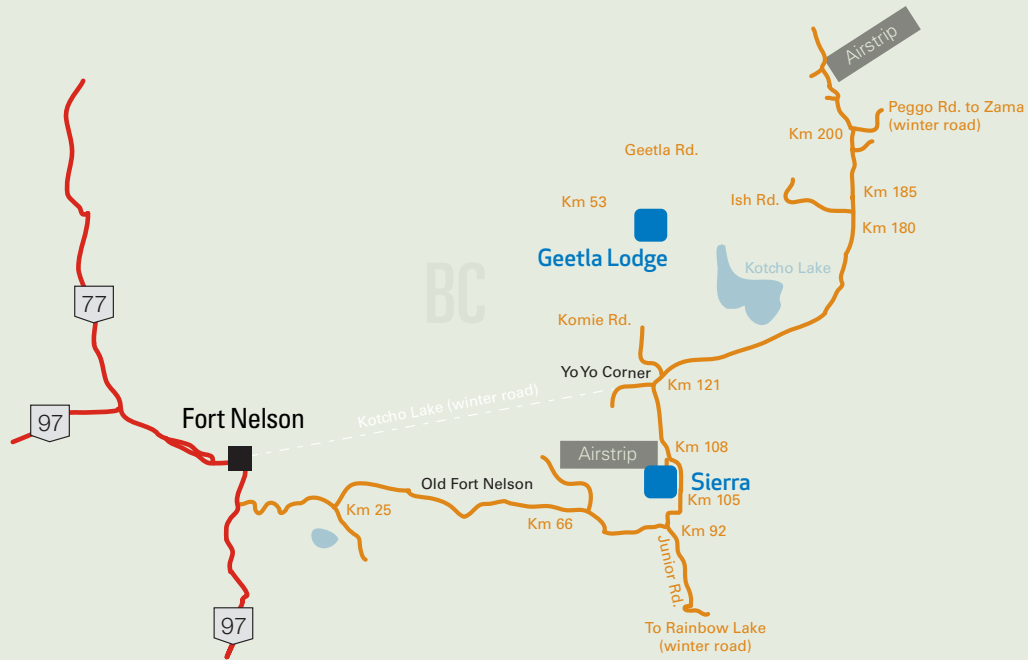 Airstrip
Peggo Rd. to Zama
(winter road)
Km 200
Geetla Rd.
Km 185
Ish Rd.
Km 53
Km 180
Geetla Lodge
Kotcho Lake
BC
77
Komie Rd.
Yo Yo Corner
Km 121
Kotcho Lake (winter road)
97
Fort Nelson
Km 108
Airstrip
Sierra
Old Fort Nelson
Km 105
Km 25
Km 66
Km 92
Junior Rd.
97
To Rainbow Lake
(winter road)